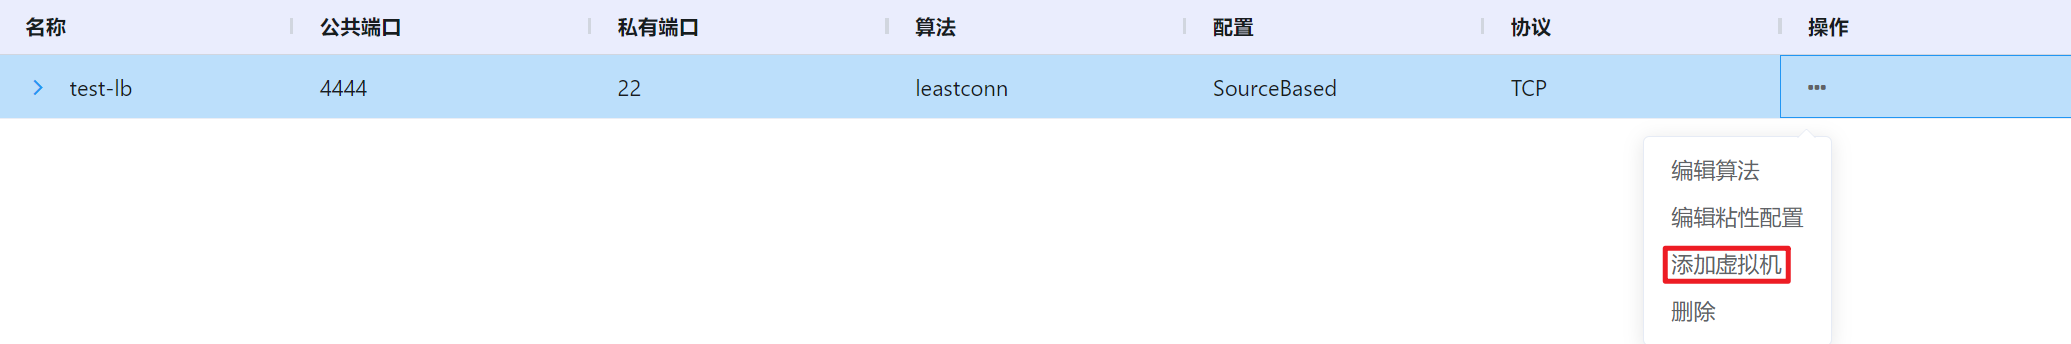 名称 公共端口 私有端口 算法 配置 协议 操作
test-lb 4444 22 leastconn SourceBased TCP
编辑算法
编辑粘性配置
添加虚拟机
删除